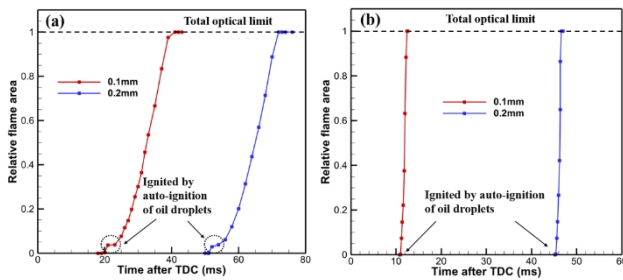 (a)
Total optical limit
1
0.8
0.6
0.4
0.2
0
Relative flame area
0.1mm
0.2mm
Ignited by
auto-ignition
of oil droplets
0
20
40
60
80
Time after TDC (ms)
(b)
Total optical limit
1
0.8
0.6
0.4
0.2
0
Relative flame area
0.1mm
0.2mm
Ignited by auto-ignition
of oil droplets
0
10
20
30
40
50
60
Time after TDC (ms)